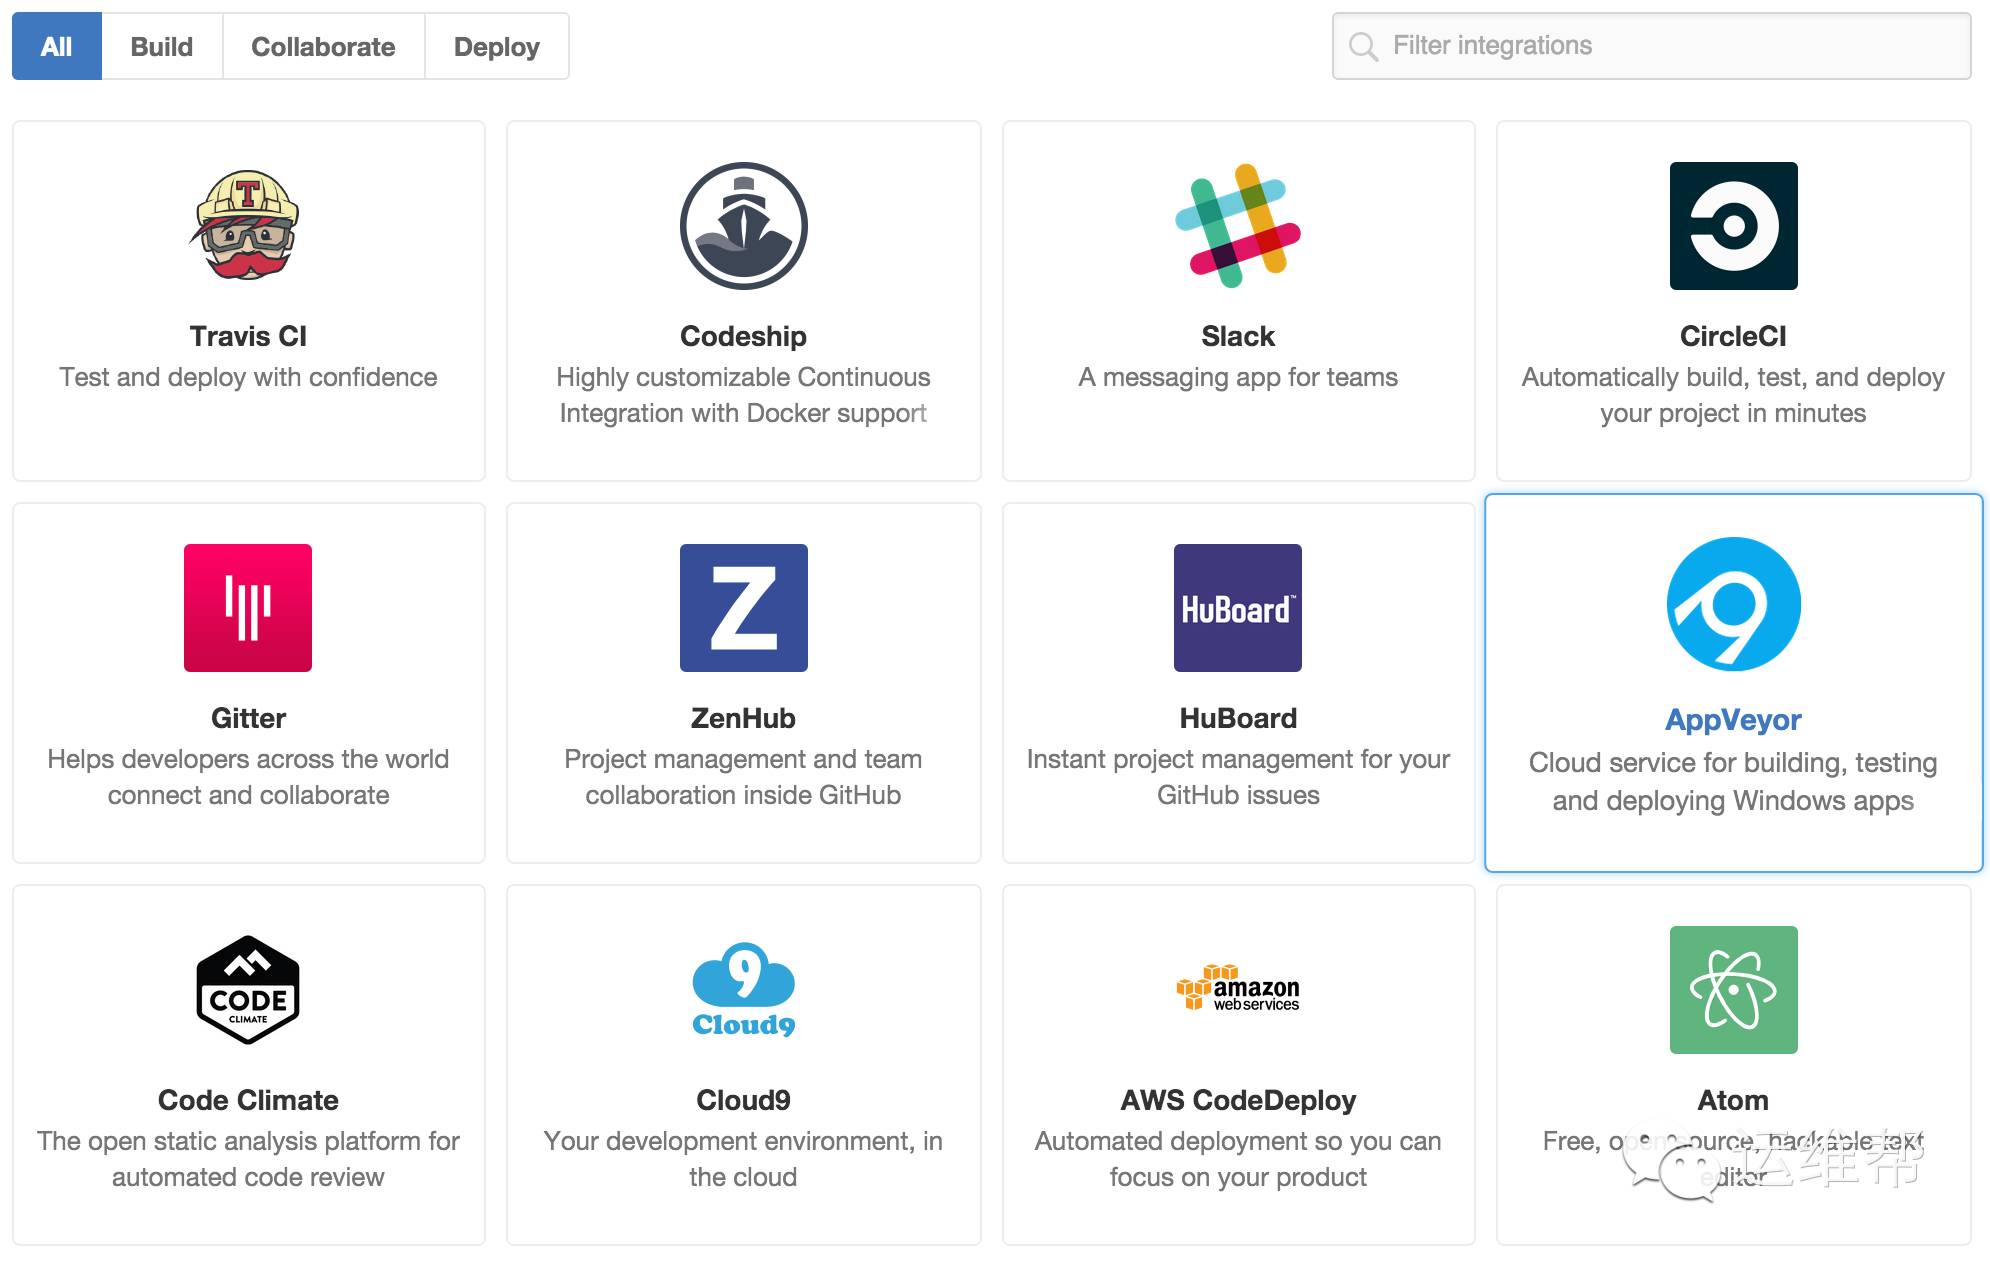 All
Build
Collaborate
Deploy
Filter integrations
T
Travis CI
Test and deploy with confidence
Codeship
Highly customizable Continuous
Integration with Docker support
Slack
A messaging app for teams
CircleCI
Automatically build, test, and deploy
your project in minutes
Gitter
Helps developers across the world
connect and collaborate
Z
ZenHub
Project management and team
collaboration inside GitHub
HuBoard™
HuBoard
Instant project management for your
GitHub issues
AppVeyor
Cloud service for building, testing
and deploying Windows apps
CODE
CLIMATE
Code Climate
The open static analysis platform for
automated code review
9
Cloud9
Cloud9
Your development environment, in
the cloud
amazon
web services
AWS CodeDeploy
Automated deployment so you can
focus on your product
Atom
Free, open source, hackable text
editor
运维帮